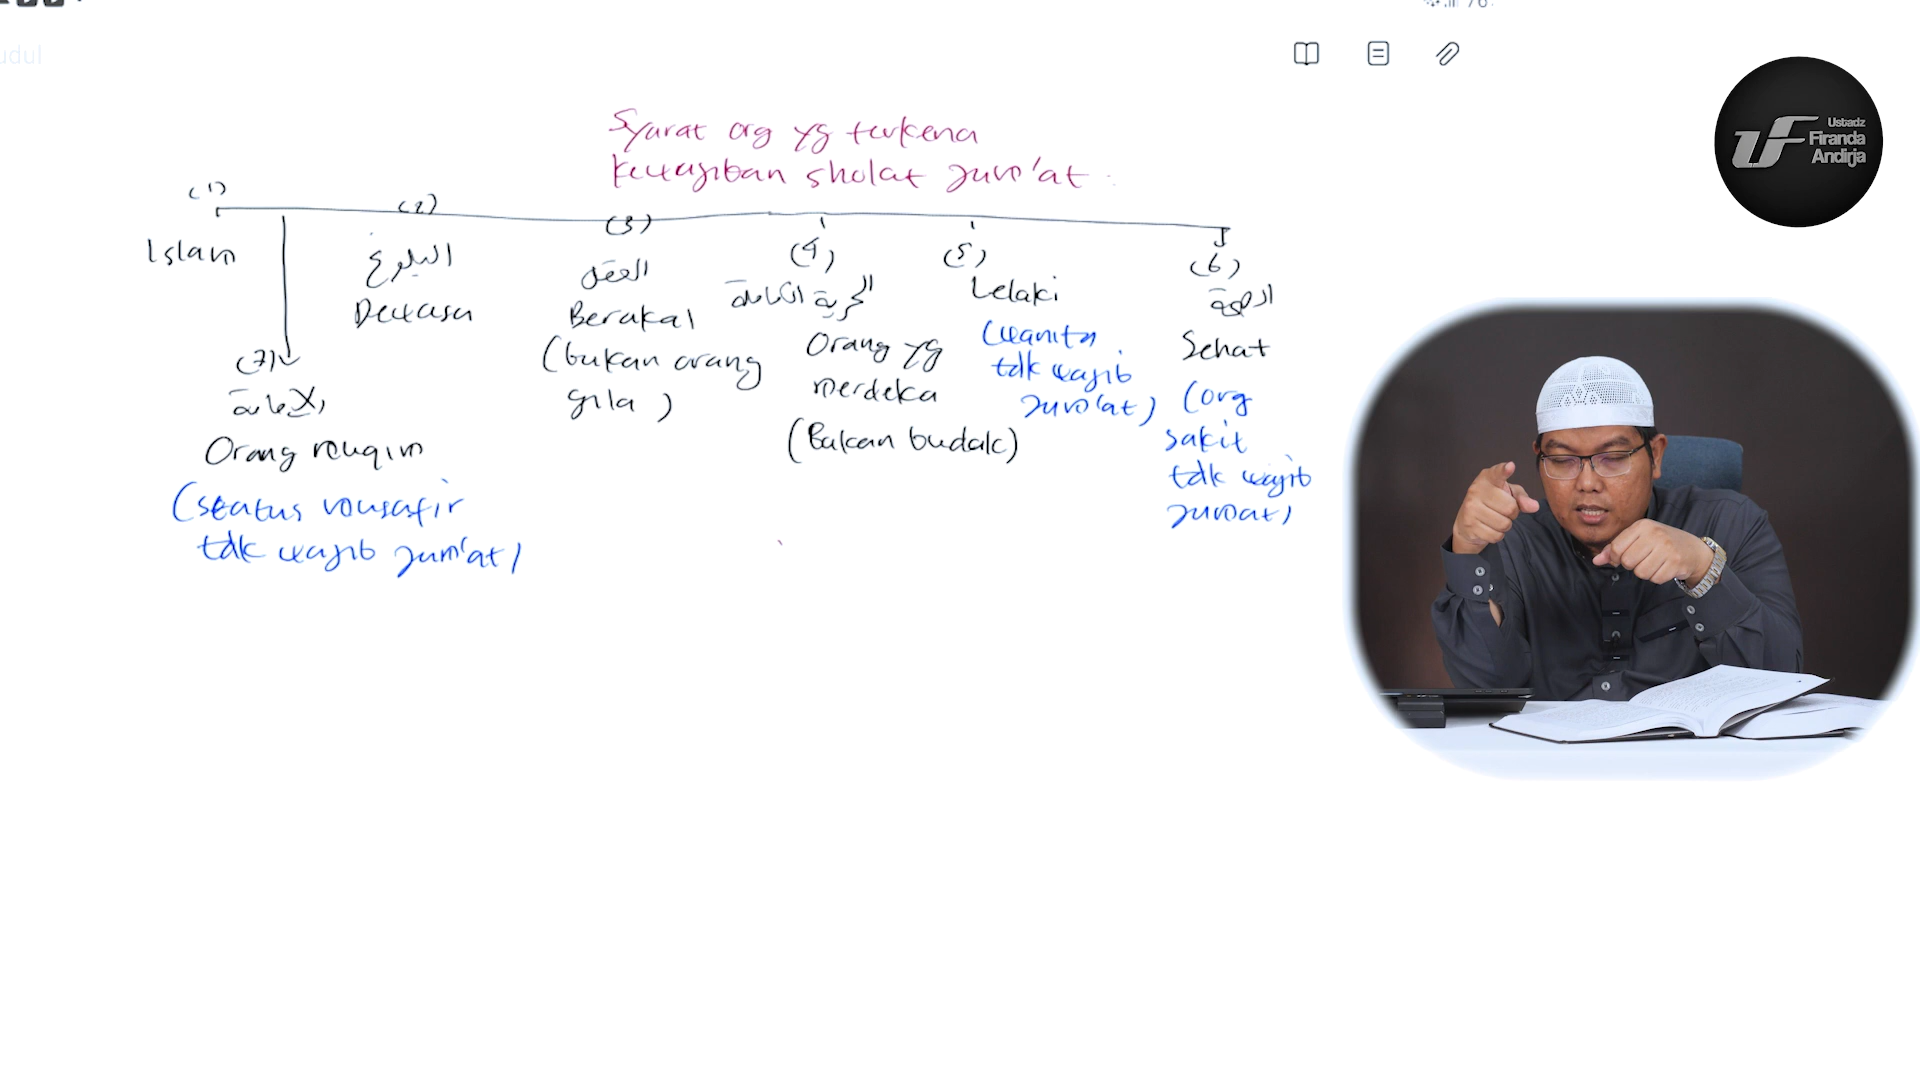 udul
Ustadz
Firanda
Andirja
Syarat org yg terkena
kewajiban sholat Jum'at
(1)
Islam
(2)
البلوغ
Dewasa
(3)
العقل
Berakal
(bukan orang
gila)
(4)
الحرية الكاملة
Orang yg
merdeka
(Bukan budak)
(5)
Lelaki
(wanita
tdk wajib
Jum'at)
(6)
الصحة
Sehat
(org
sakit
tdk wajib
Jumat)
(7)
الإقامة
Orang muqim
(status musafir
tdk wajib Jum'at)